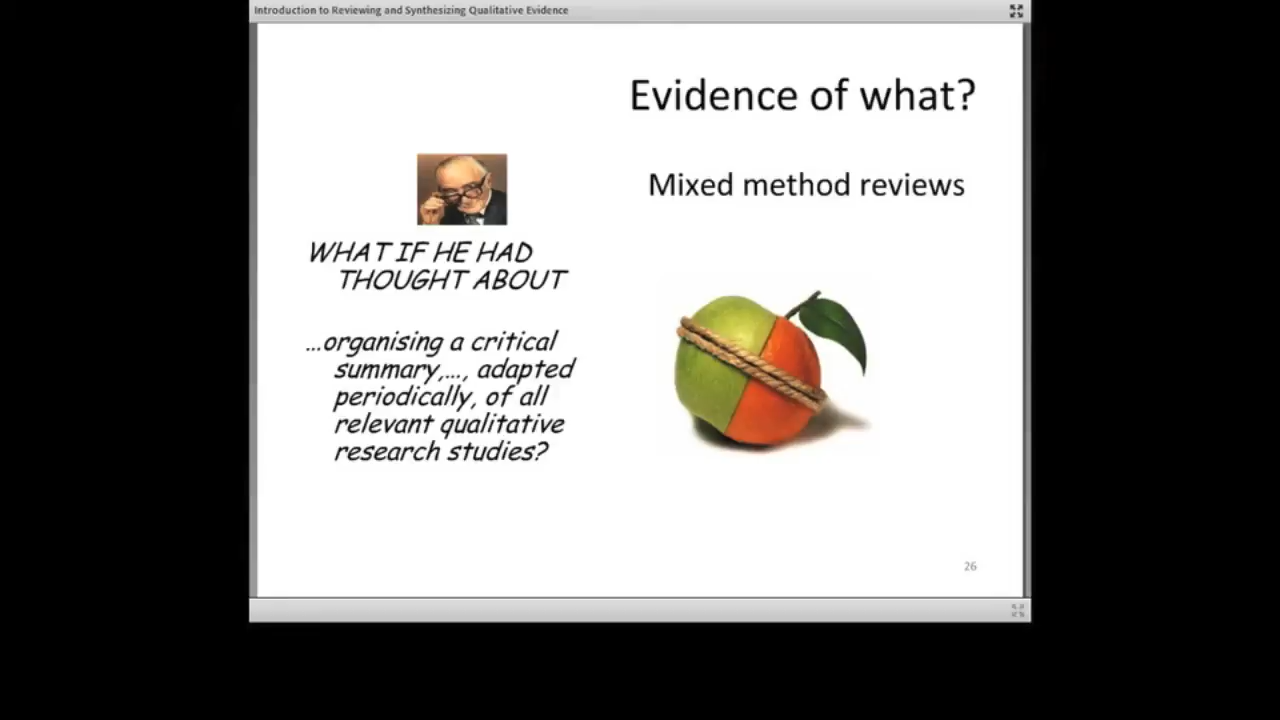 Introduction to Reviewing and Synthesizing Qualitative Evidence
Evidence of what?
Mixed method reviews
WHAT IF HE HAD
THOUGHT ABOUT
...organising a critical
summary,..., adapted
periodically, of all
relevant qualitative
research studies?
26